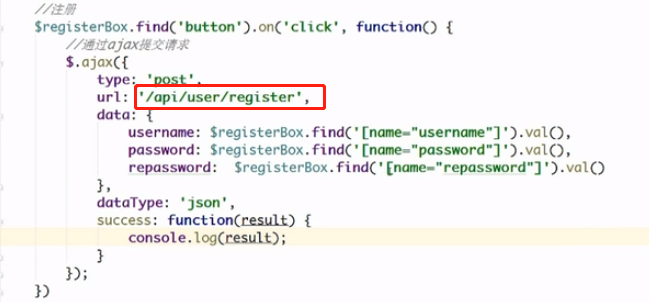 //注册
$registerBox.find('button').on('click', function() {
//通过ajax提交请求
$.ajax({
type: 'post',
url: '/api/user/register',
data: {
username: $registerBox.find('[name="username"]').val(),
password: $registerBox.find('[name="password"]').val(),
repassword:  $registerBox.find('[name="repassword"]').val()
},
dataType: 'json',
success: function(result) {
console.log(result);
}
});
})